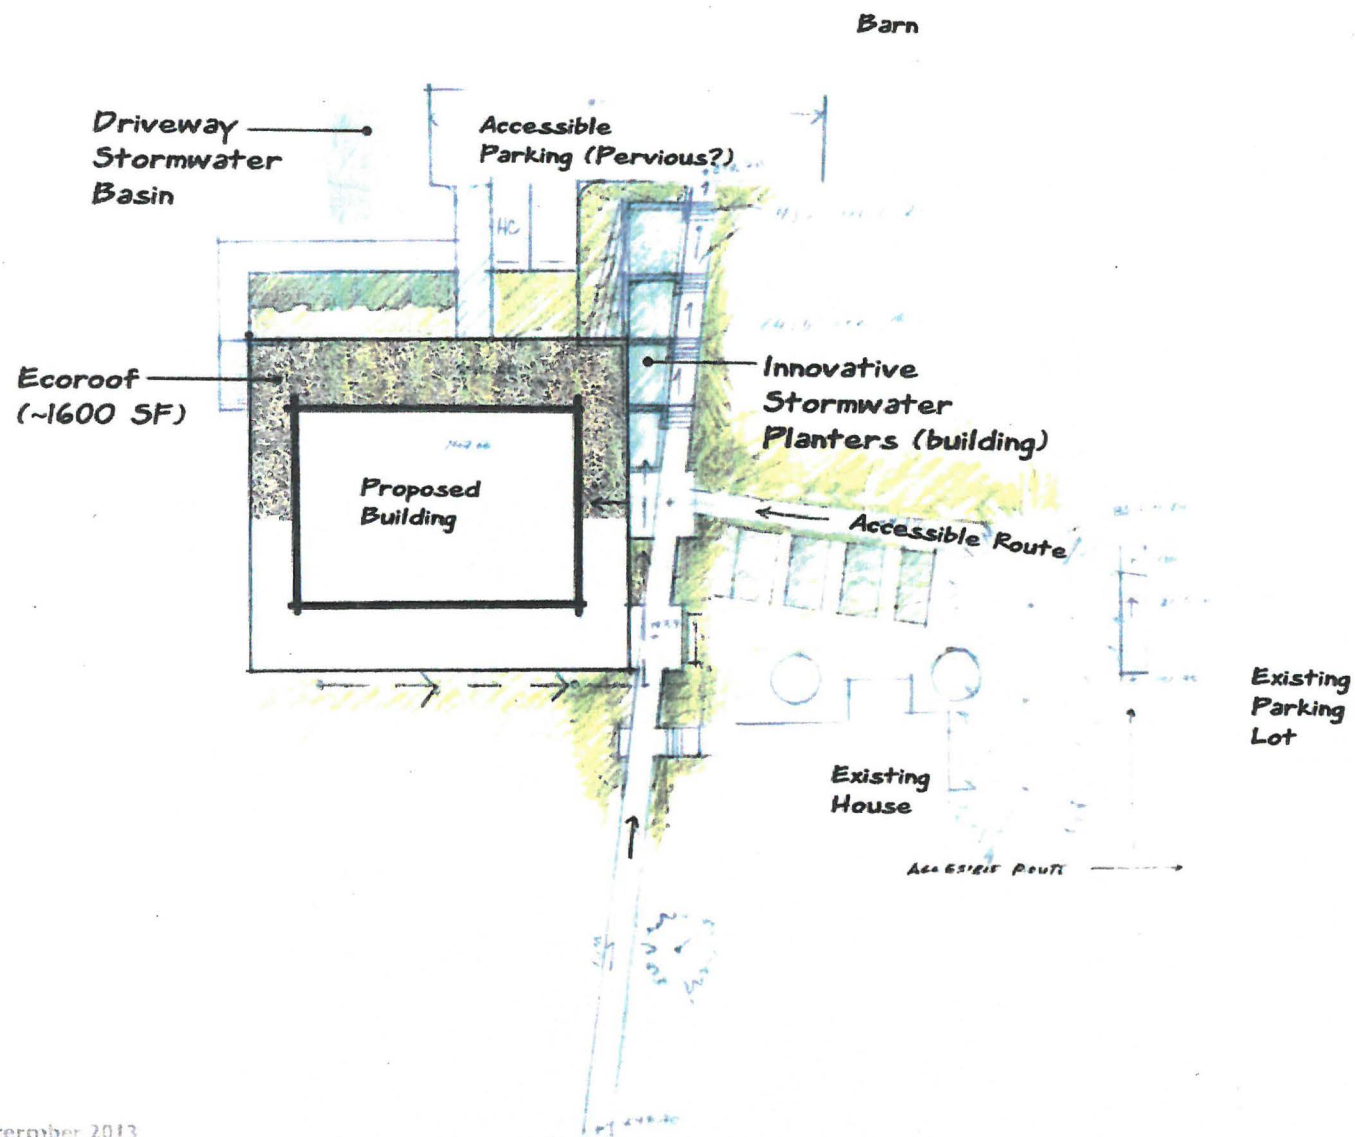 Barn
Driveway
Stormwater
Basin
Accessible
Parking (Pervious?)
HC
Ecoroof
(~1600 SF)
Innovative
Stormwater
Planters (building)
Proposed
Building
Accessible Route
Existing
Parking
Lot
Existing
House
2013